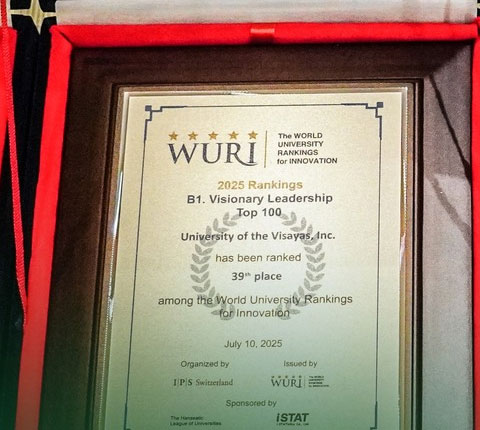 WURI
The WORLD
UNIVERSITY
RANKINGS
for INNOVATION
2025 Rankings
B1. Visionary Leadership
Top 100
University of the Visayas, Inc.
has been ranked
39th place
among the World University Rankings
for Innovation
July 10, 2025
Organized by
IPS Switzerland
Issued by
WURI
Sponsored by
The Hanseatic
League of Universities
iSTAT